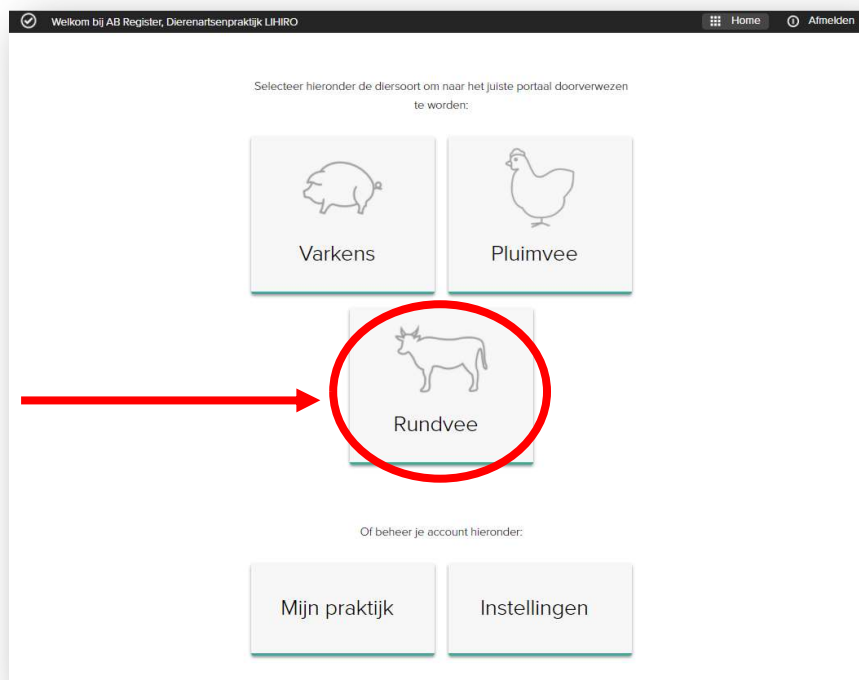 Welkom bij AB Register, Dierenartsenpraktijk LIHIRO
Home
Afmelden
Selecteer hieronder de diersoort om naar het juiste portaal doorverwezen
te worden:
Varkens
Pluimvee
Rundvee
Of beheer je account hieronder:
Mijn praktijk
Instellingen